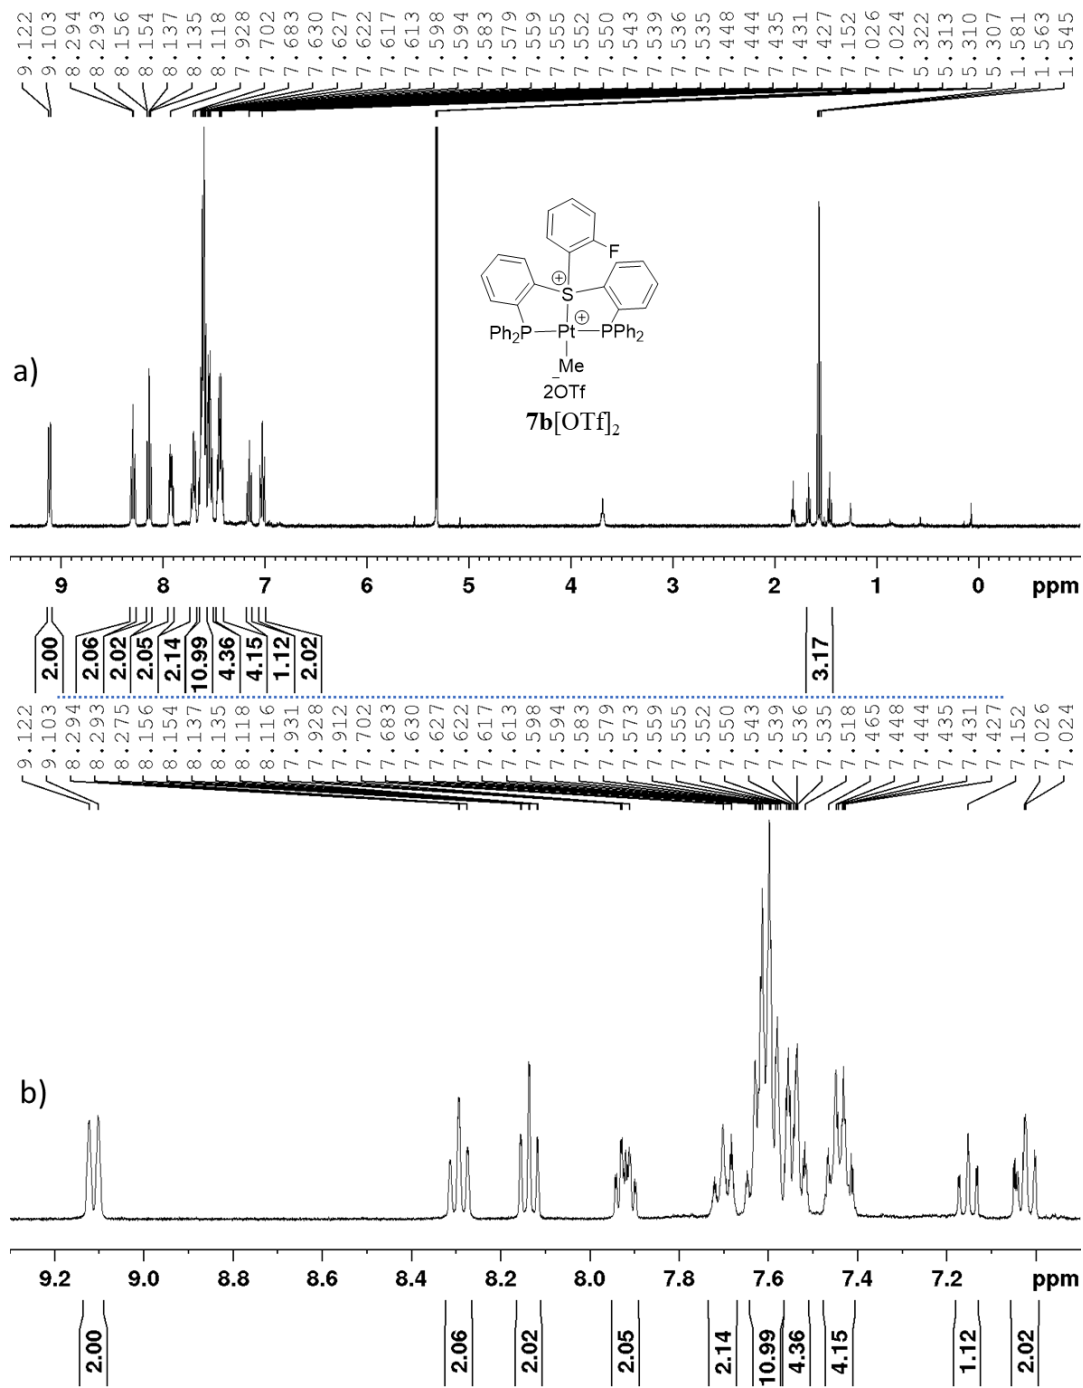 9.122 9.103 8.294 8.293 8.156 8.154 8.137 8.135 8.118 7.928 7.702 7.683 7.630 7.627 7.622 7.617 7.613 7.598 7.594 7.583 7.579 7.559 7.555 7.552 7.550 7.543 7.539 7.536 7.535 7.448 7.444 7.435 7.431 7.427 7.152 7.026 7.024 5.322 5.313 5.310 5.307 1.581 1.563 1.545
F
S
⊕
Ph2P Pt ⊕ PPh2
Me
a)
2OTf −
7b[OTf]2
9 8 7 6 5 4 3 2 1 0 ppm
2.00 2.06 2.02 2.05 2.14 10.99 4.36 4.15 1.12 2.02 3.17
9.122 9.103 8.294 8.293 8.275 8.156 8.154 8.137 8.135 8.118 8.116 7.931 7.928 7.912 7.702 7.683 7.630 7.627 7.622 7.617 7.613 7.598 7.594 7.583 7.579 7.573 7.559 7.555 7.552 7.550 7.543 7.539 7.536 7.535 7.518 7.465 7.448 7.444 7.435 7.431 7.427 7.152 7.026 7.024
b)
9.2 9.0 8.8 8.6 8.4 8.2 8.0 7.8 7.6 7.4 7.2 ppm
2.00 2.06 2.02 2.05 2.14 10.99 4.36 4.15 1.12 2.02